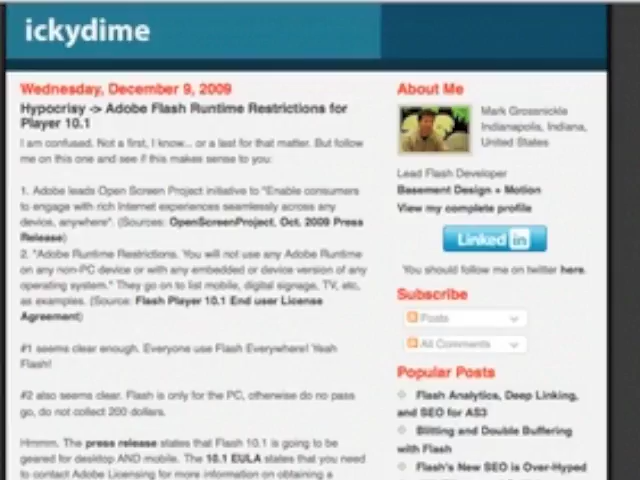 ickydime
Wednesday, December 9, 2009
Hypocrisy -> Adobe Flash Runtime Restrictions for
Player 10.1
I am confused. Not a first, I know... or a last for that matter. But follow
me on this one and see if this makes sense to you:
1. Adobe leads Open Screen Project initiative to "Enable consumers
to engage with rich Internet experiences seamlessly across any
device, anywhere". (Sources: OpenScreenProject, Oct. 2009 Press
Release)
2. "Adobe Runtime Restrictions. You will not use any Adobe Runtime
on any non-PC device or with any embedded or device version of any
operating system." They go on to list mobile, digital signage, TV, etc,
as examples. (Source: Flash Player 10.1 End user License
Agreement)
#1 seems clear enough. Everyone use Flash Everywhere! Yeah
Flash!
#2 also seems clear. Flash is only for the PC, otherwise do no pass
go, do not collect 200 dollars.
Hmmm. The press release states that Flash 10.1 is going to be
geared for desktop AND mobile. The 10.1 EULA states that you need
to contact Adobe Licensing for more information on obtaining a
About Me
Mark Grossnickle
Indianapolis, Indiana,
United States
Lead Flash Developer
Basement Design + Motion
View my complete profile
Linked in
You should follow me on twitter here.
Subscribe
Posts
All Comments
Popular Posts
Flash Analytics, Deep Linking,
and SEO for AS3
Blitting and Double Buffering
with Flash
Flash's New SEO is Over-Hyped